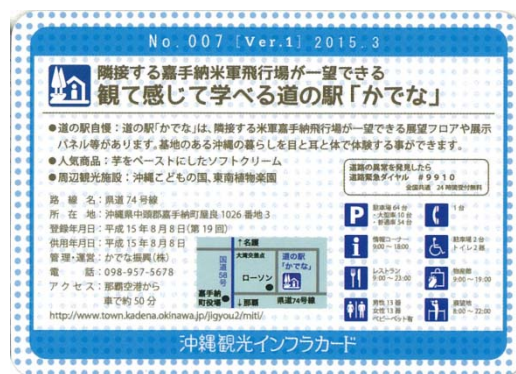 No. 007 [Ver.1] 2015.3
隣接する嘉手納米軍飛行場が一望できる
観て感じて学べる道の駅「かでな」
●道の駅自慢：道の駅「かでな」は、隣接する米軍嘉手納飛行場が一望できる展望フロアや展示
パネル等があります。基地のある沖縄の暮らしを目と耳と体で体験する事ができます。
●人気商品：芋をペーストにしたソフトクリーム
●周辺観光施設：沖縄こどもの国、東南植物楽園
道路の異常を発見したら
道路緊急ダイヤル #9910
全国共通 24時間受付無料
路線名：県道74号線
所在地：沖縄県中頭郡嘉手納町屋良1026番地3
登録年月日：平成15年8月8日(第19回)
供用年月日：平成15年8月8日
管理・運営：かでな振興(株)
電話：098-957-5678
アクセス：那覇空港から
車で約50分
http://www.town.kadena.okinawa.jp/jigyou2/miti/
↑名護
国道58号
大湾交差点
ローソン
道の駅
「かでな」
嘉手納
町役場
↓那覇
県道74号線
P
駐車場64台
・大型車10台
・普通車54台
1台
情報コーナー
9:00〜18:00
駐車場2台
トイレ2器
レストラン
9:00〜23:00
物産館
9:00〜19:00
男性13器
女性13器
ベビーベット有
展望地
8:00〜22:00
沖縄観光インフラカード